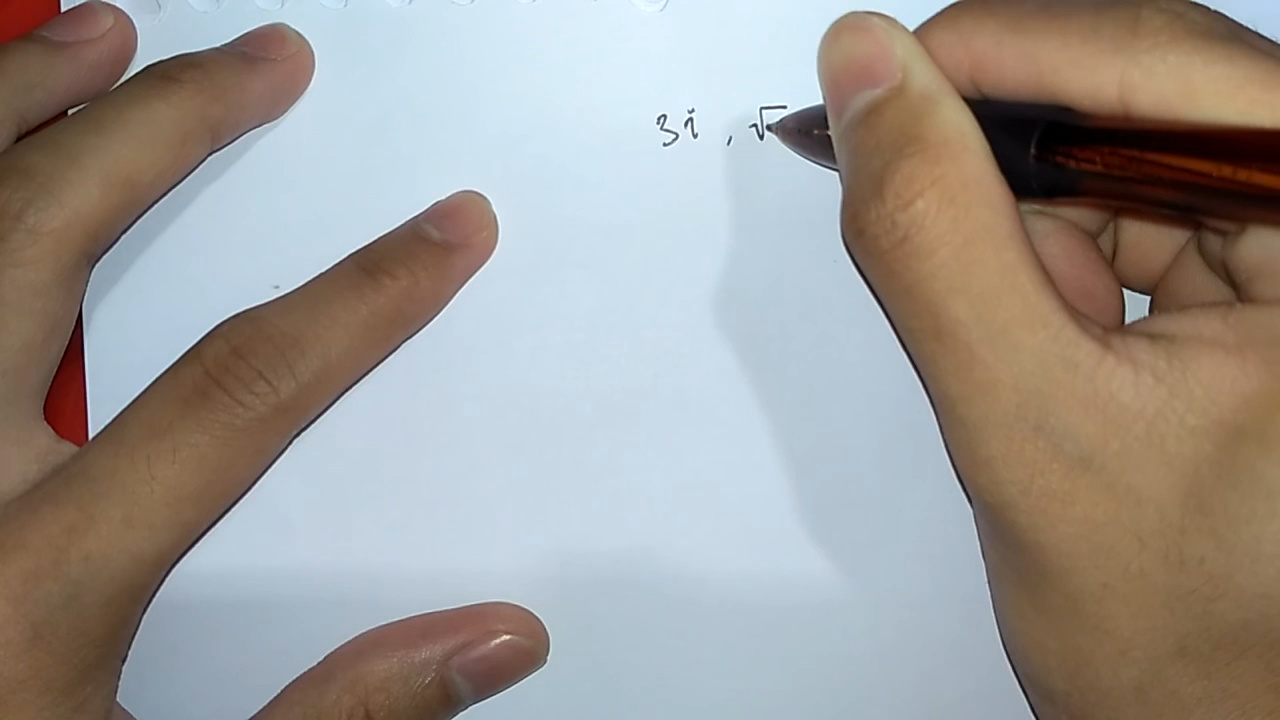 3i , √